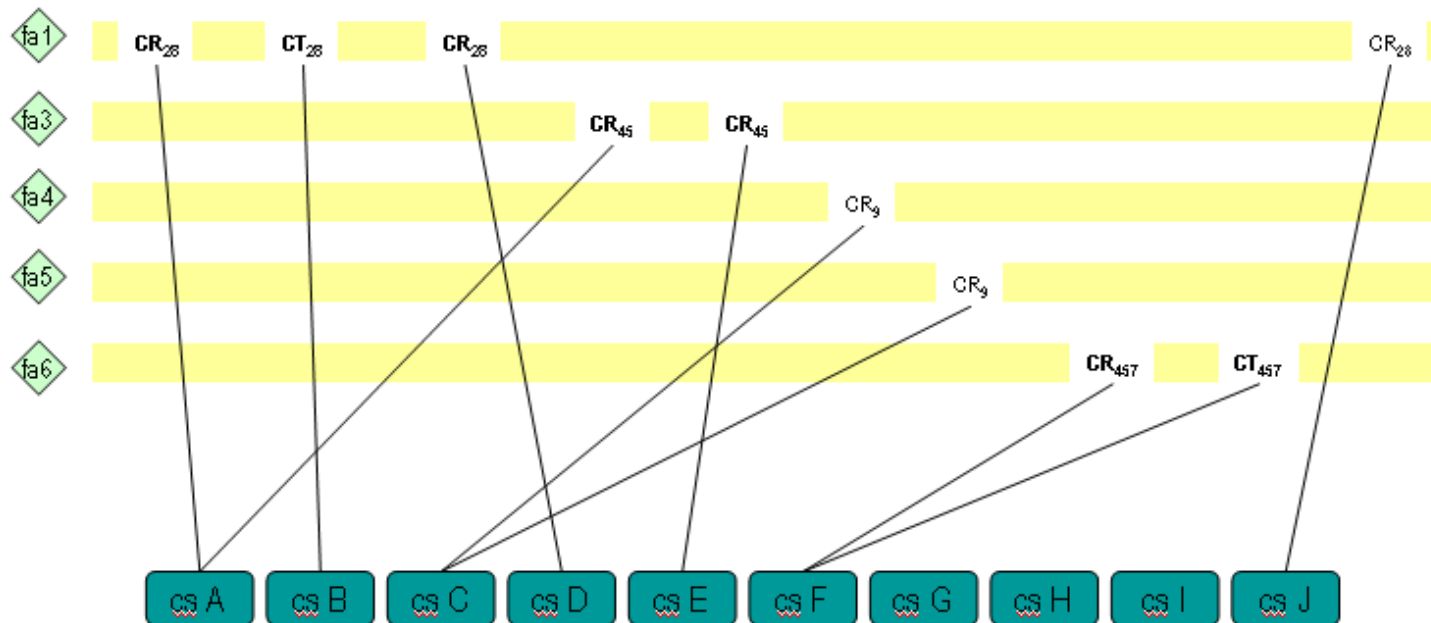 fa1 CR28 CT28 CR28 CR28
fa3 CR45 CR45
fa4 CR9
fa5 CR9
fa6 CR457 CT457
cs A cs B cs C cs D cs E cs F cs G cs H cs I cs J